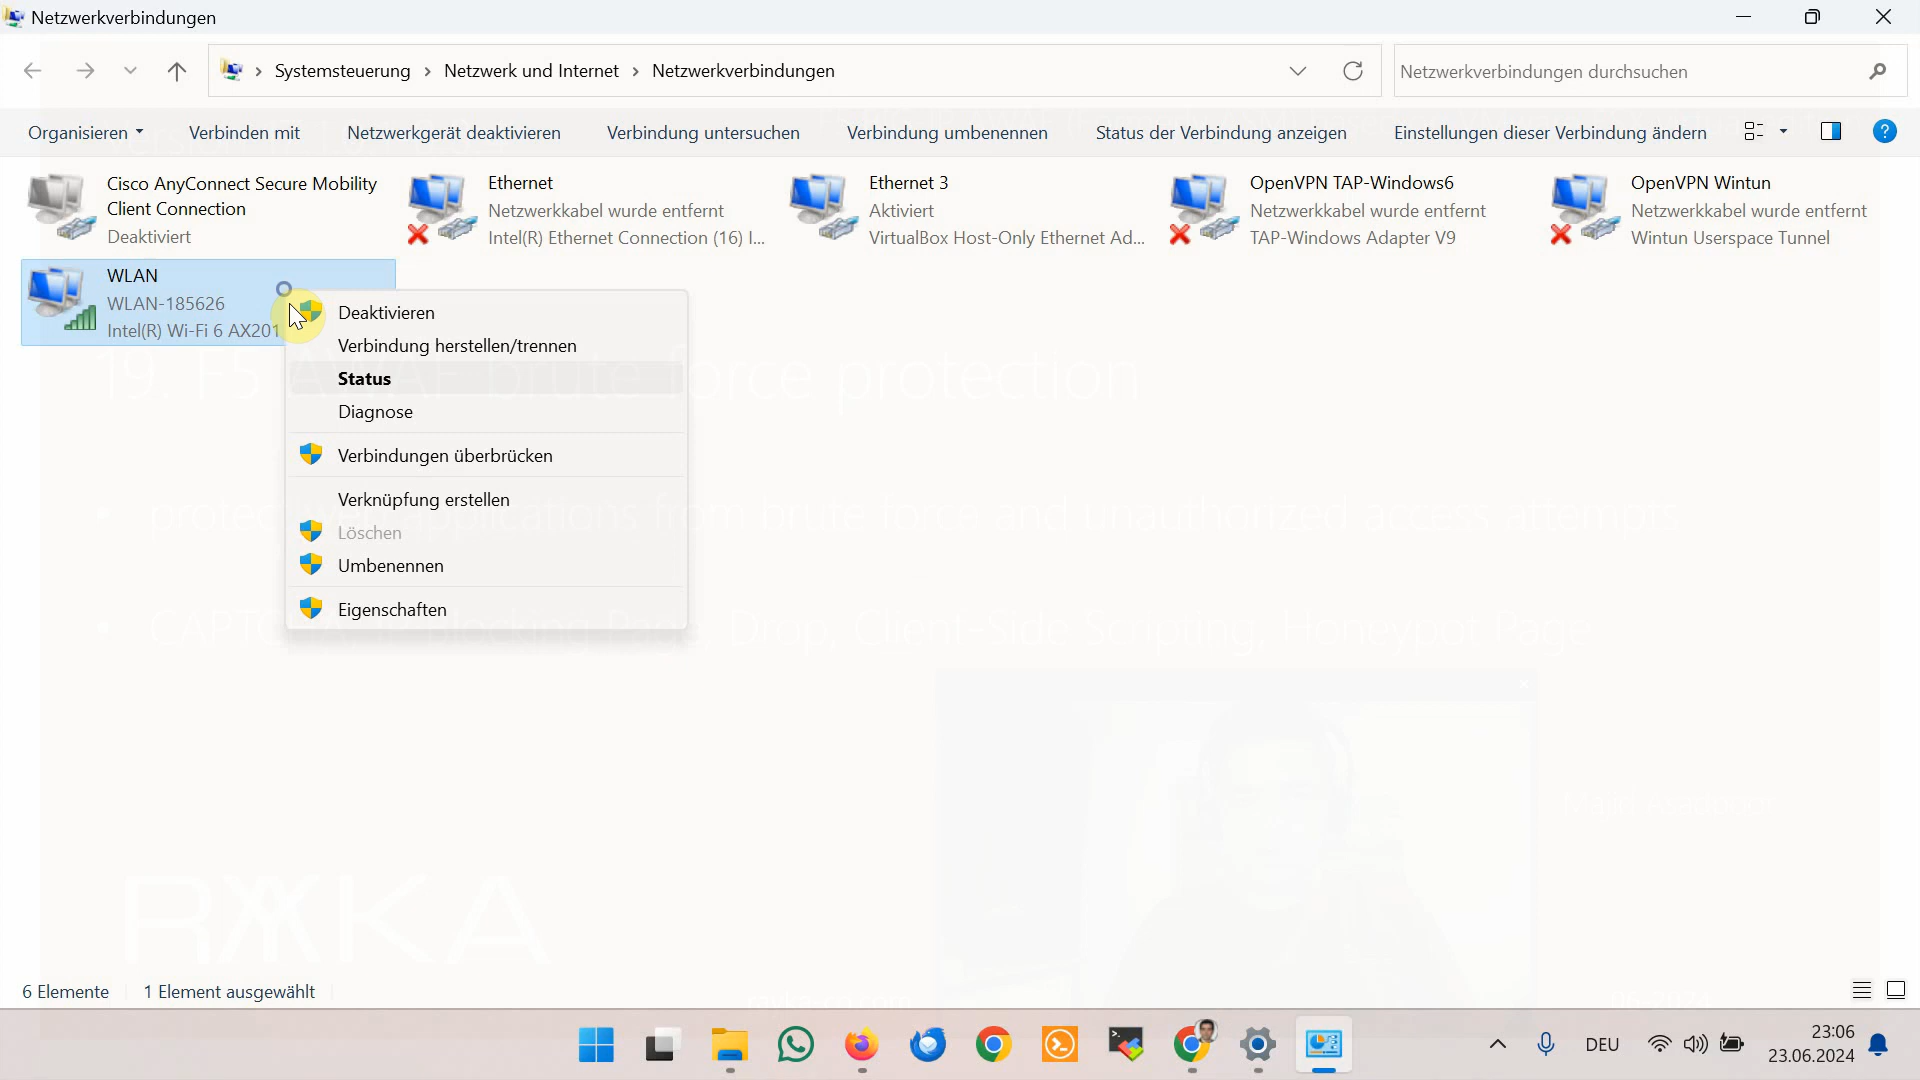 Netzwerkverbindungen
Systemsteuerung
Netzwerk und Internet
Netzwerkverbindungen
Netzwerkverbindungen durchsuchen
Organisieren
Verbinden mit
Netzwerkgerät deaktivieren
Verbindung untersuchen
Verbindung umbenennen
Status der Verbindung anzeigen
Einstellungen dieser Verbindung ändern
Cisco AnyConnect Secure Mobility
Client Connection
Deaktiviert
Ethernet
Netzwerkkabel wurde entfernt
Intel(R) Ethernet Connection (16) I...
Ethernet 3
Aktiviert
VirtualBox Host-Only Ethernet Ad...
OpenVPN TAP-Windows6
Netzwerkkabel wurde entfernt
TAP-Windows Adapter V9
OpenVPN Wintun
Netzwerkkabel wurde entfernt
Wintun Userspace Tunnel
WLAN
WLAN-185626
Intel(R) Wi-Fi 6 AX201
Deaktivieren
Verbindung herstellen/trennen
Status
Diagnose
Verbindungen überbrücken
Verknüpfung erstellen
Löschen
Umbenennen
Eigenschaften
19. F5 brute force protection
applications from brute force and unauthorized access attempts
Blocking Page, Drop, Client-Side Scripting, Honeypot Page
RAYKA
6 Elemente
1 Element ausgewählt
DEU
23:06
23.06.2024